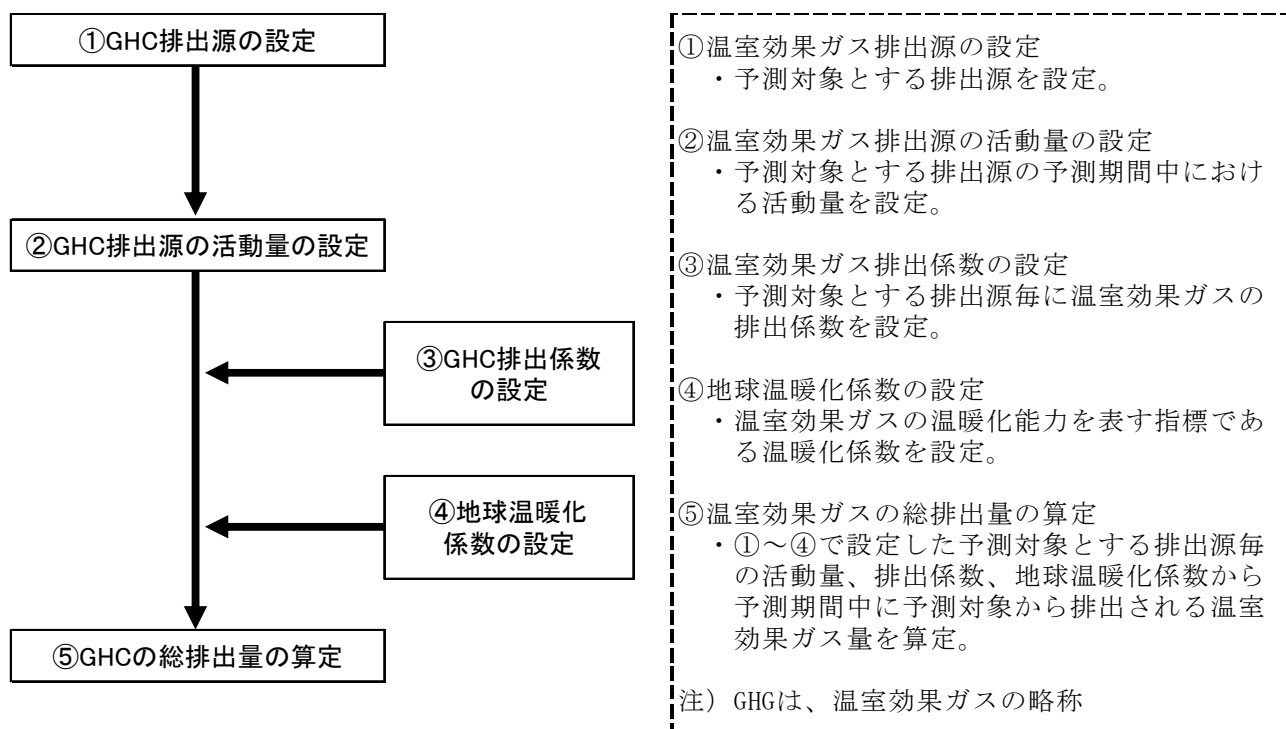 ①GHC排出源の設定
②GHC排出源の活動量の設定
③GHC排出係数
の設定
④地球温暖化
係数の設定
⑤GHCの総排出量の算定
①温室効果ガス排出源の設定
・予測対象とする排出源を設定。
②温室効果ガス排出源の活動量の設定
・予測対象とする排出源の予測期間中におけ
る活動量を設定。
③温室効果ガス排出係数の設定
・予測対象とする排出源毎に温室効果ガスの
排出係数を設定。
④地球温暖化係数の設定
・温室効果ガスの温暖化能力を表す指標であ
る温暖化係数を設定。
⑤温室効果ガスの総排出量の算定
・①～④で設定した予測対象とする排出源毎
の活動量、排出係数、地球温暖化係数から
予測期間中に予測対象から排出される温室
効果ガス量を算定。
注）GHGは、温室効果ガスの略称